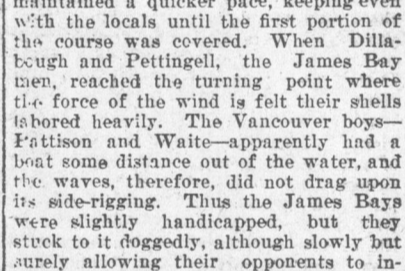 maintained a quicker pace, keeping even
with the locals until the first portion of
the course was covered. When Dilla-
bough and Pettingell, the James Bay
men, reached the turning point where
the force of the wind is felt their shells
labored heavily. The Vancouver boys—
Pattison and Waite—apparently had a
boat some distance out of the water, and
the waves, therefore, did not drag upon
its side-rigging. Thus the James Bays
were slightly handicapped, but they
stuck to it doggedly, although slowly but
surely allowing their opponents to in-